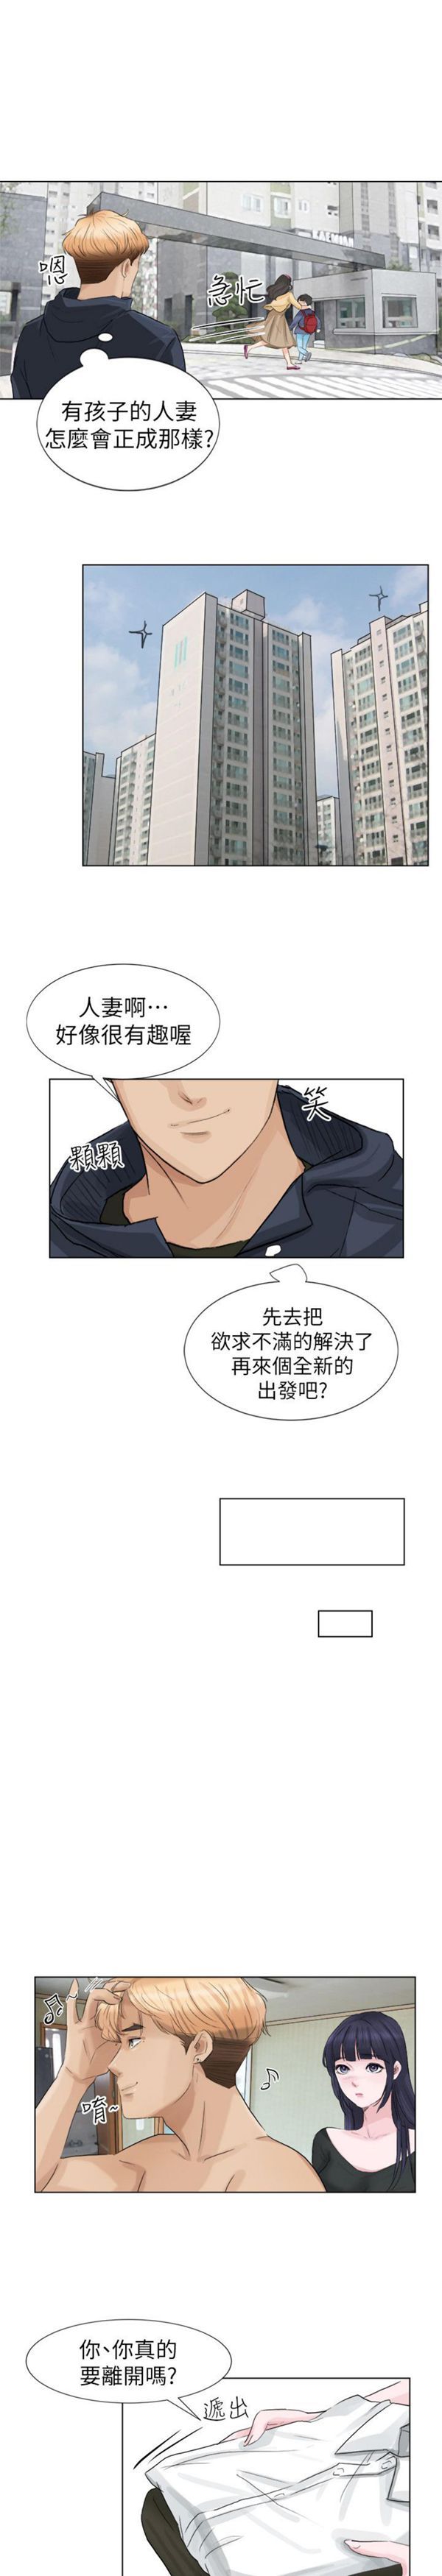 嗯
急忙
有孩子的人妻
怎麼會正成那樣?
人妻啊…
好像很有趣喔
笑
顆顆
先去把
欲求不滿的解決了
再來個全新的
出發吧?
唷~
你、你真的
要離開嗎?
遞出